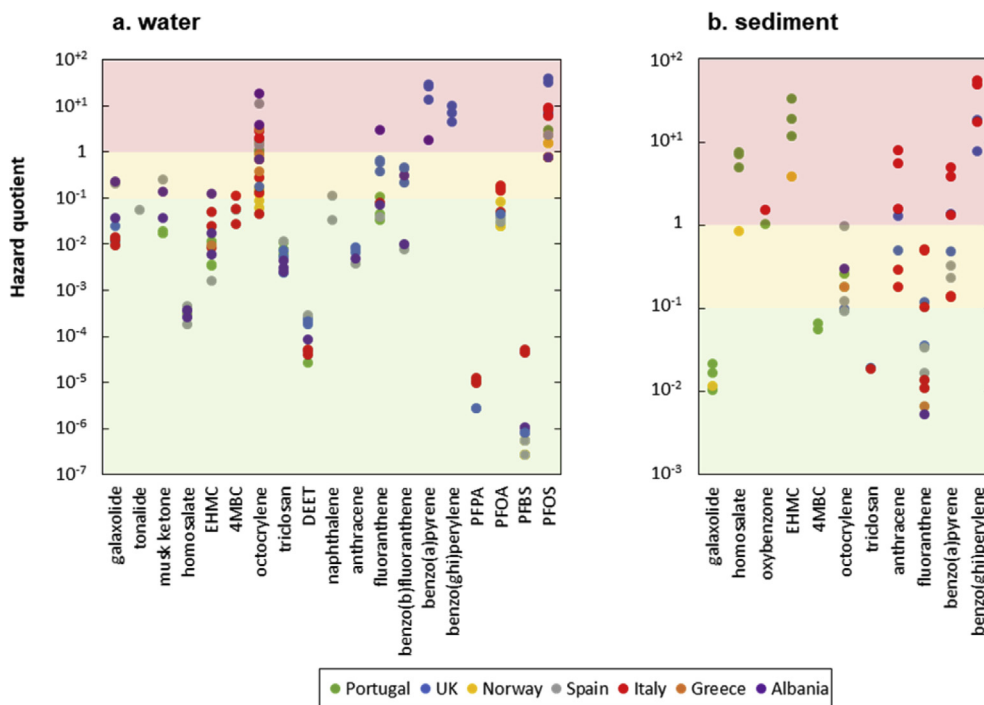 a. water
b. sediment
Hazard quotient
10+2
10+1
1
10-1
10-2
10-3
10-4
10-5
10-6
10-7
galaxolide
tonalide
musk ketone
homosalate
EHMC
4MBC
octocrylene
triclosan
DEET
naphthalene
anthracene
fluoranthene
benzo(b)fluoranthene
benzo(a)pyrene
benzo(ghi)perylene
PFPA
PFOA
PFBS
PFOS
10+2
10+1
1
10-1
10-2
10-3
galaxolide
homosalate
oxybenzone
EHMC
4MBC
octocrylene
triclosan
anthracene
fluoranthene
benzo(a)pyrene
benzo(ghi)perylene
Portugal UK Norway Spain Italy Greece Albania